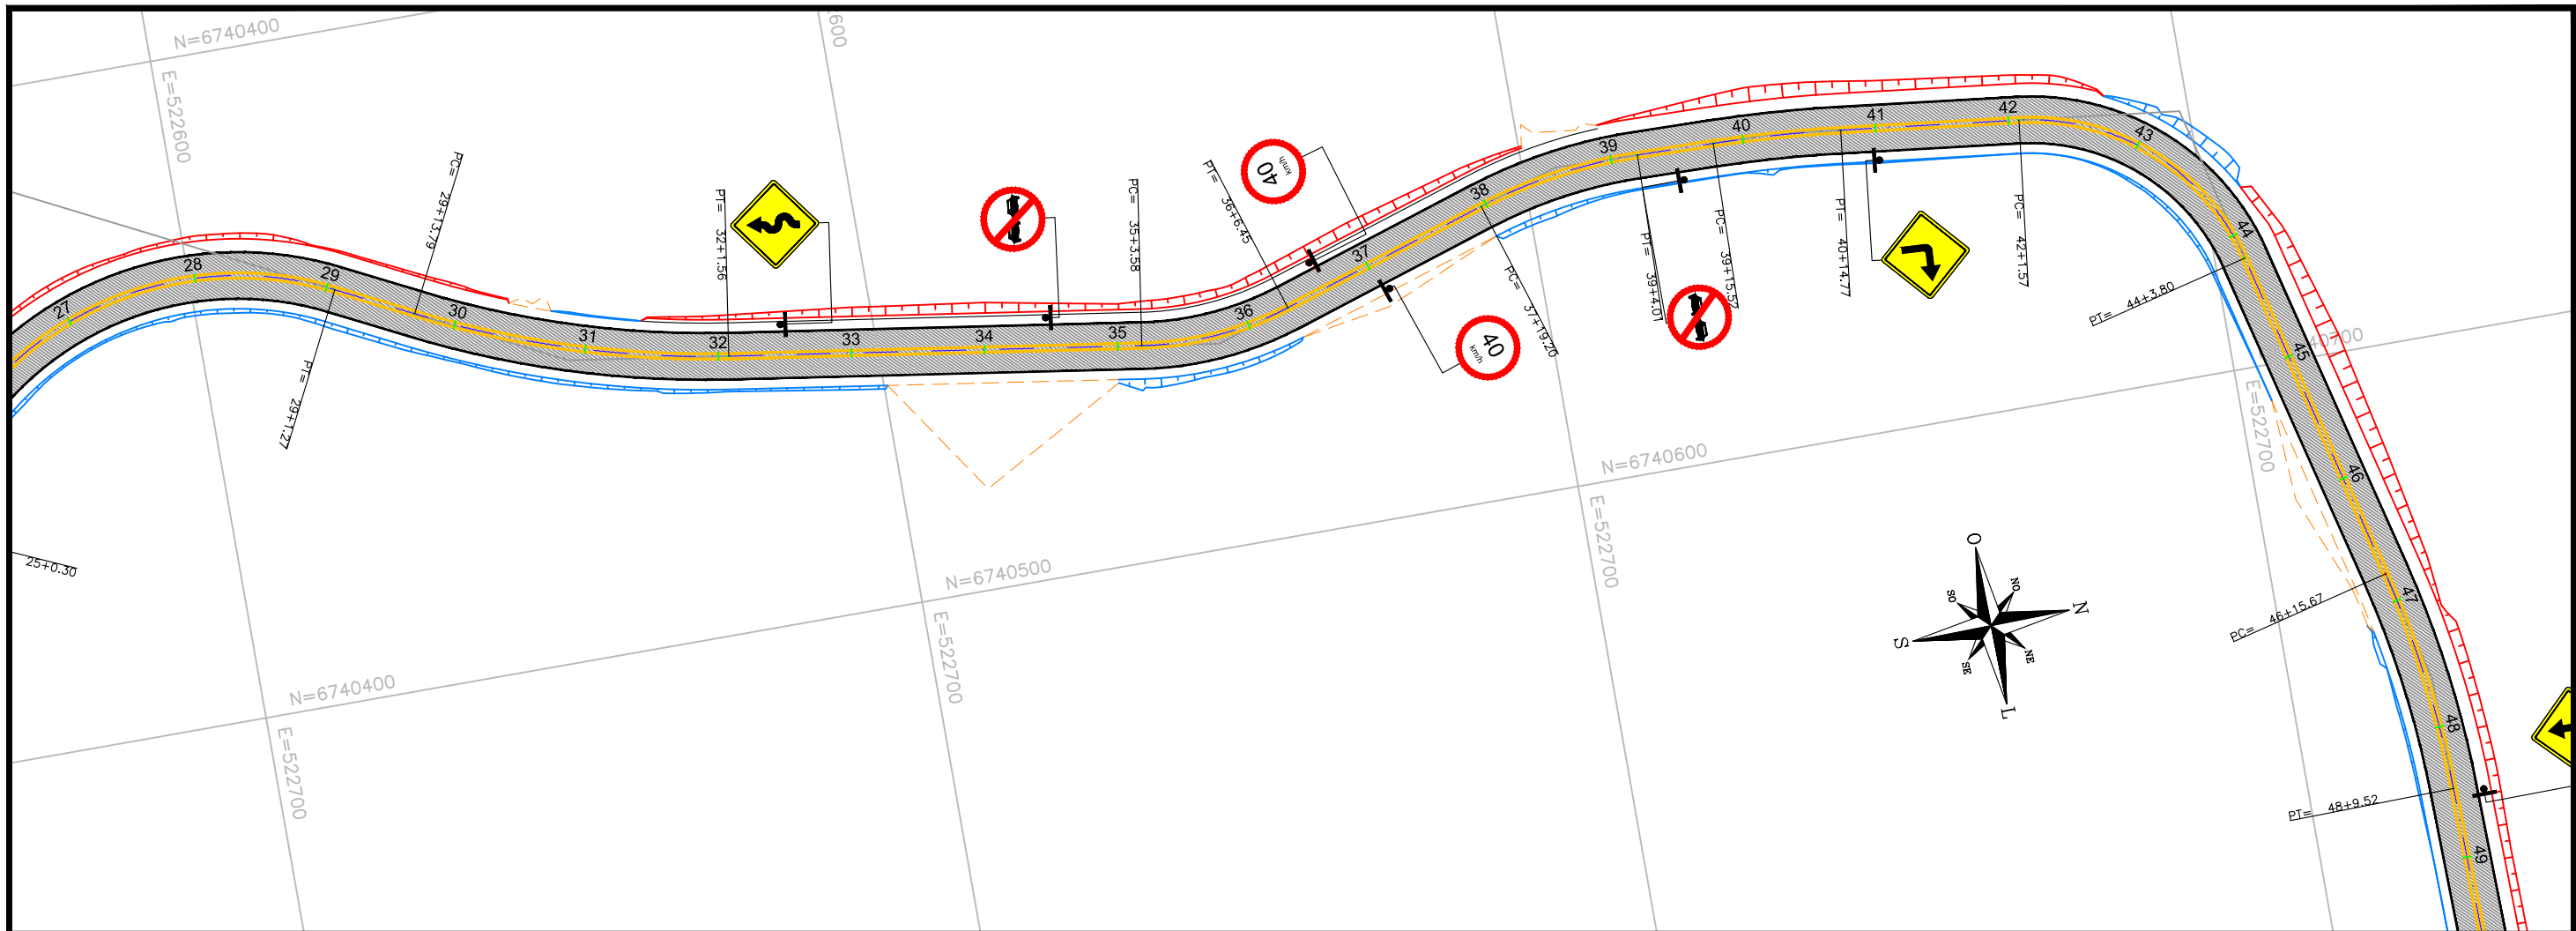 N=6740400
E=522600
600
PC= 29+13.79
PT= 29+1.27
PT= 32+1.56
PC= 35+3.58
PT= 36+6.45
40
km/h
40
km/h
PC= 37+19.20
PT= 39+4.01
PC= 39+15.52
PT= 40+14.77
PC= 42+1.57
PT= 44+3.80
PC= 46+15.67
PT= 48+9.52
25+0.30
27
28
29
30
31
32
33
34
35
36
37
38
39
40
41
42
43
44
45
46
47
48
49
40700
E=522700
N=6740600
E=522700
N=6740500
E=522700
N=6740400
E=522700
O
NO
N
NE
L
SE
S
SO